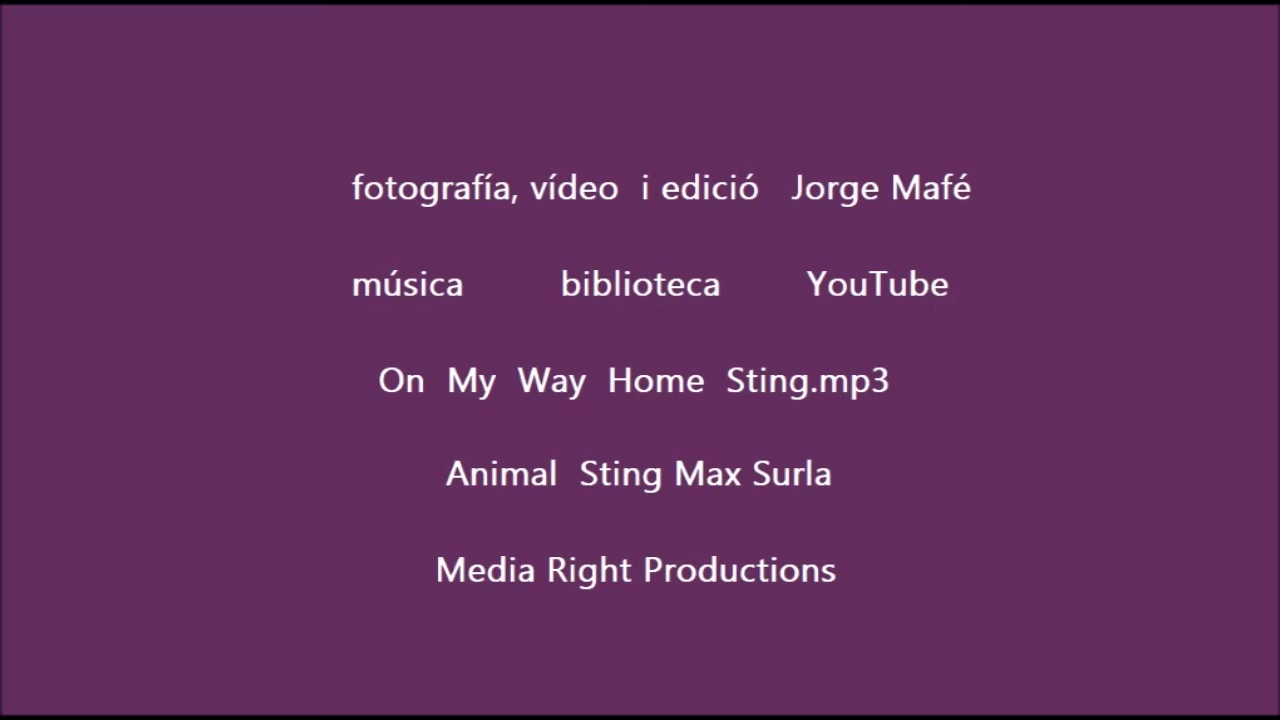 fotografía, vídeo i edició Jorge Mafé
música biblioteca YouTube
On My Way Home Sting.mp3
Animal Sting Max Surla
Media Right Productions